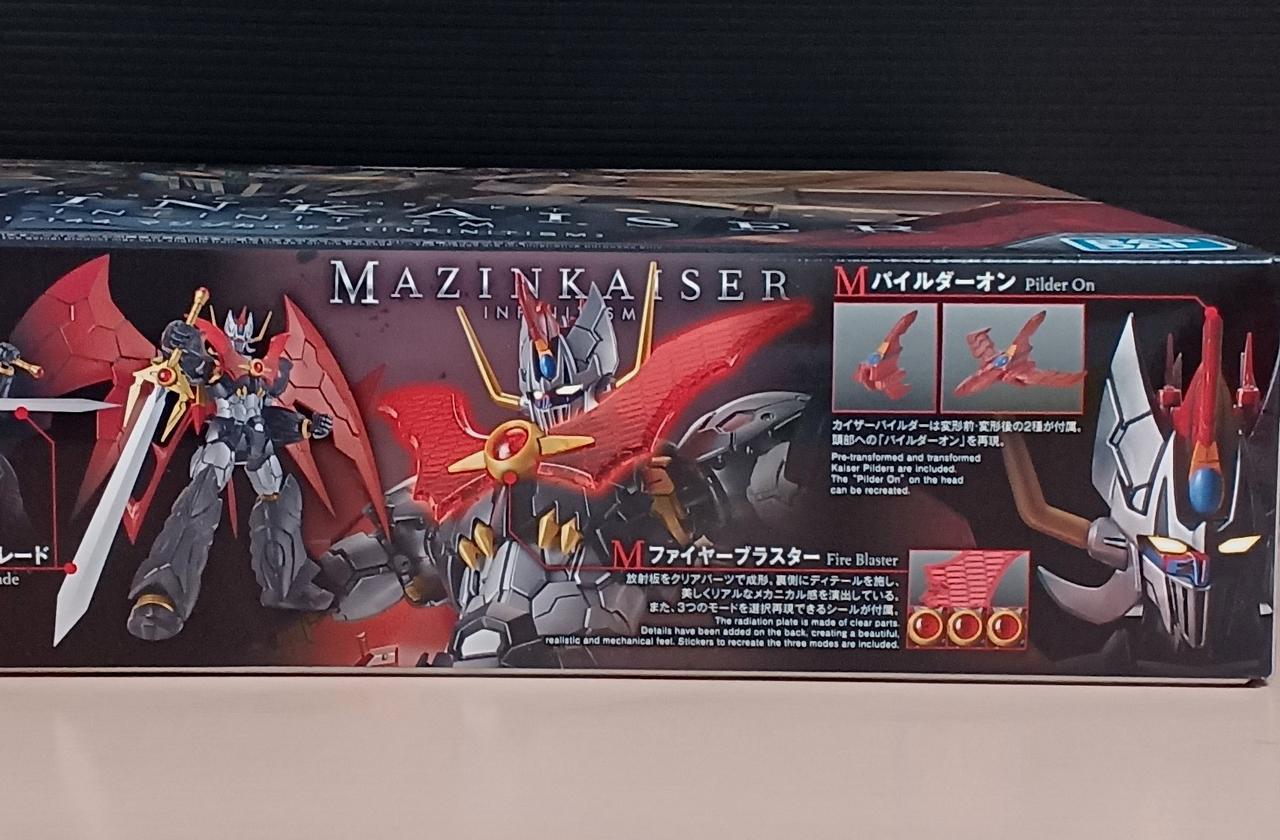 INKAISER
1/144
(INFINITISM)
MAZINKAISER
INFINITISM
Mパイルダーオン Pilder On
カイザーパイルダーは変形前・変形後の2種が付属。
頭部への「パイルダーオン」を再現。
Pre-transformed and transformed
Kaiser Pilders are included.
The "Pilder On" on the head
can be recreated.
レード
ade
Mファイヤーブラスター Fire Blaster
放射板をクリアパーツで成形、裏側にディテールを施し、
美しくリアルなメカニカル感を演出している。
また、3つのモードを選択再現できるシールが付属。
The radiation plate is made of clear parts.
Details have been added on the back, creating a beautiful,
realistic and mechanical feel. Stickers to recreate the three modes are included.